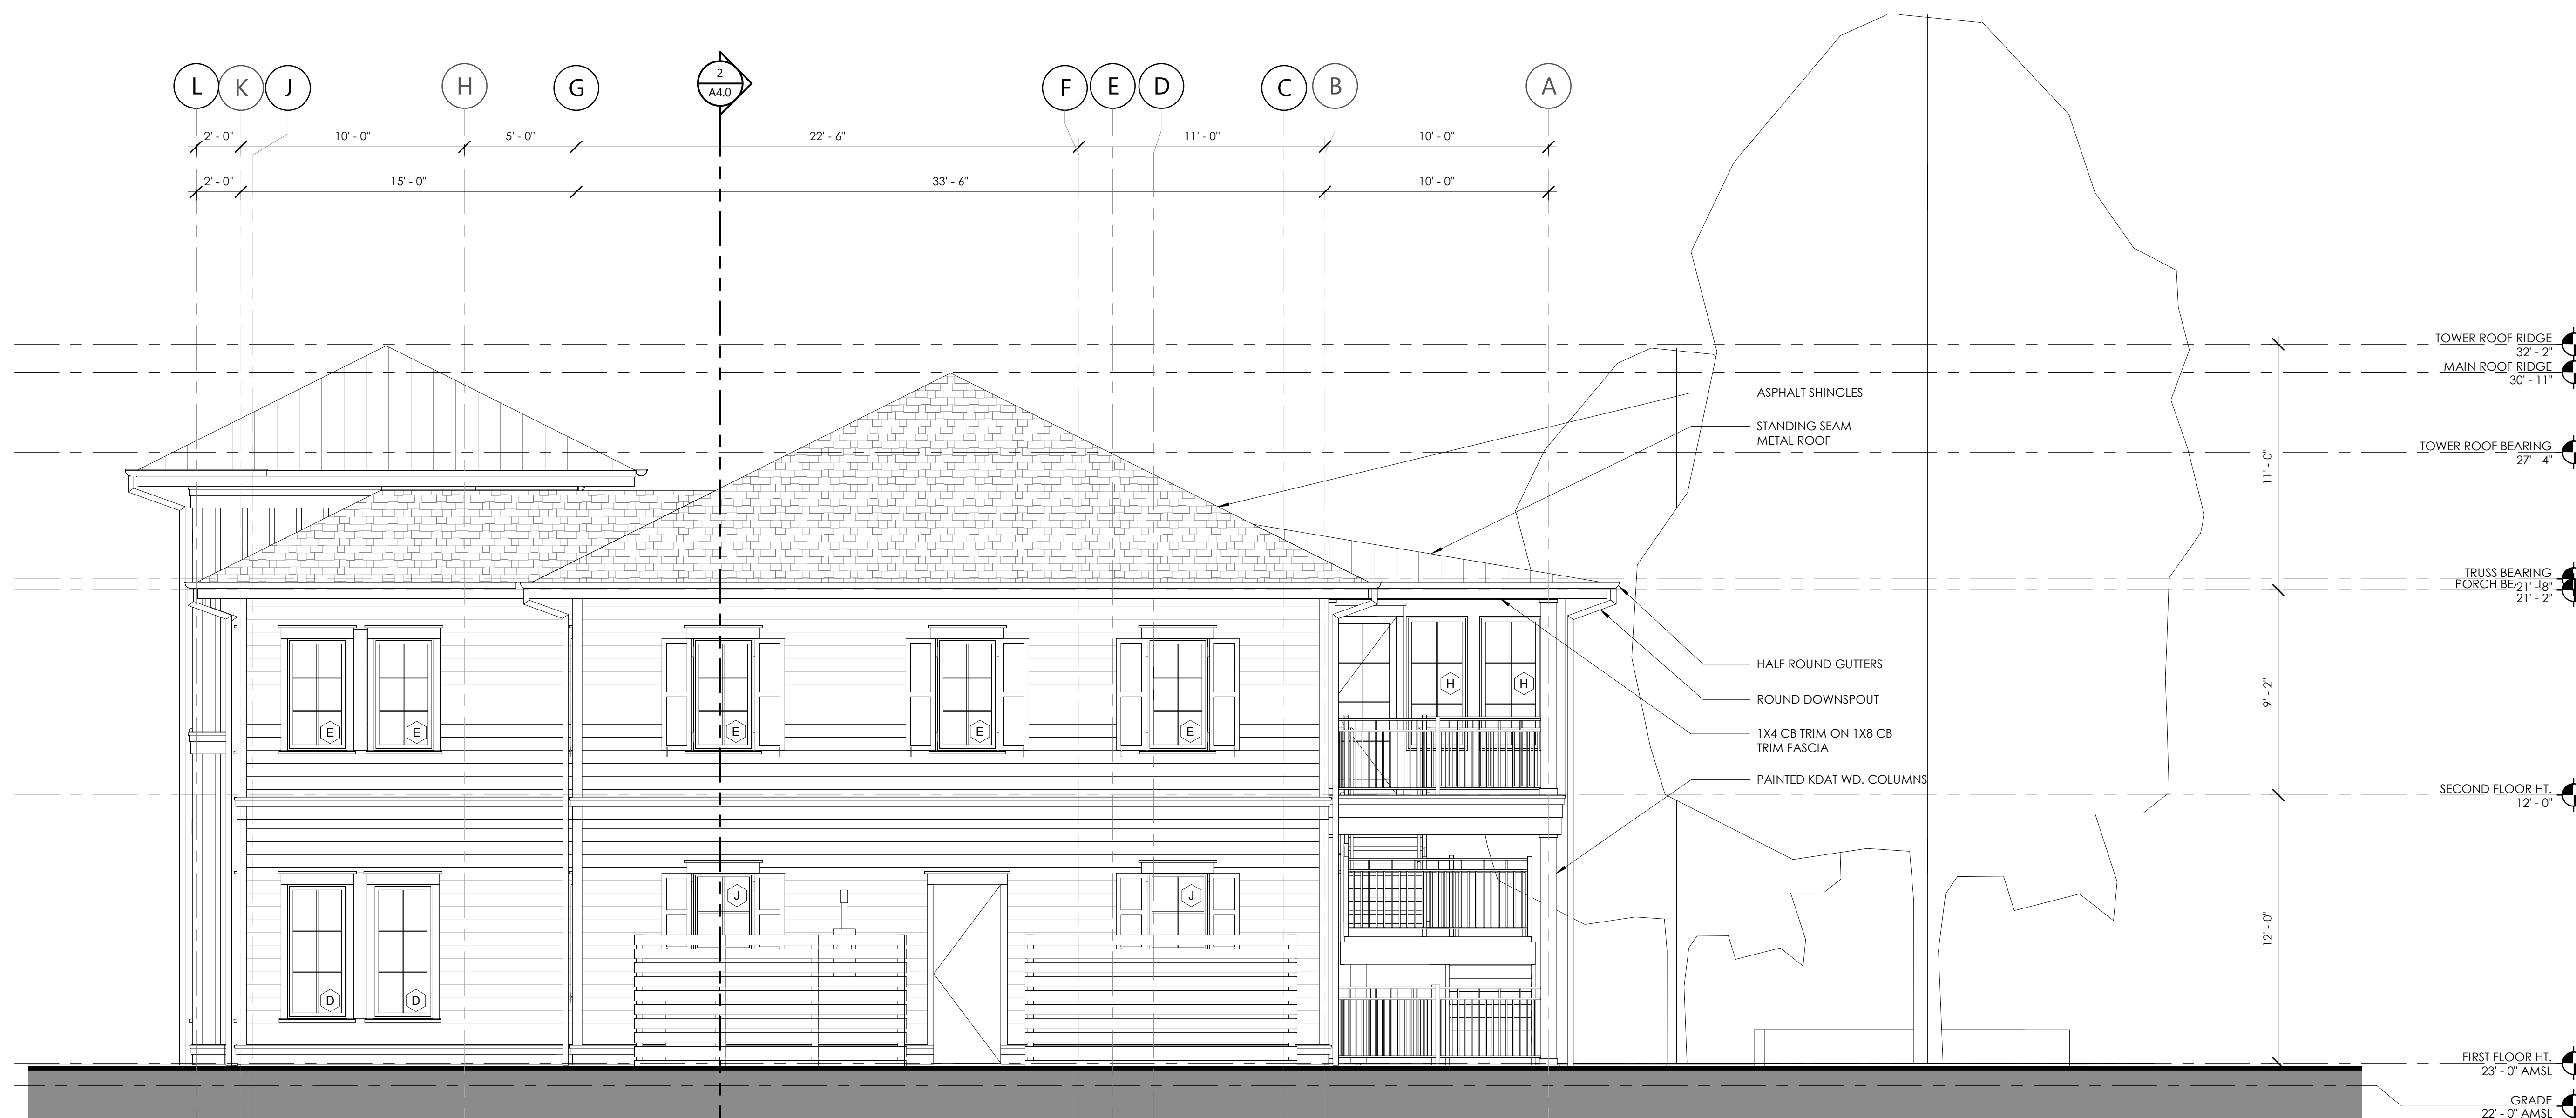 L K J H G 2 F E D C B A
A4.0
2' - 0" 10' - 0" 5' - 0" 22' - 6" 11' - 0" 10' - 0"
2' - 0" 15' - 0" 33' - 6" 10' - 0"
TOWER ROOF RIDGE
32' - 2"
MAIN ROOF RIDGE
30' - 11"
ASPHALT SHINGLES
STANDING SEAM
METAL ROOF
TOWER ROOF BEARING
27' - 4"
11' - 0"
TRUSS BEARING
21' - 8"
PORCH
21' - 2"
HALF ROUND GUTTERS
H H
9' - 2"
ROUND DOWNSPOUT
E E E E E
1X4 CB TRIM ON 1X8 CB
TRIM FASCIA
PAINTED KDAT WD. COLUMNS
SECOND FLOOR HT.
12' - 0"
J J
12' - 0"
D D
FIRST FLOOR HT.
23' - 0" AMSL
GRADE
22' - 0" AMSL